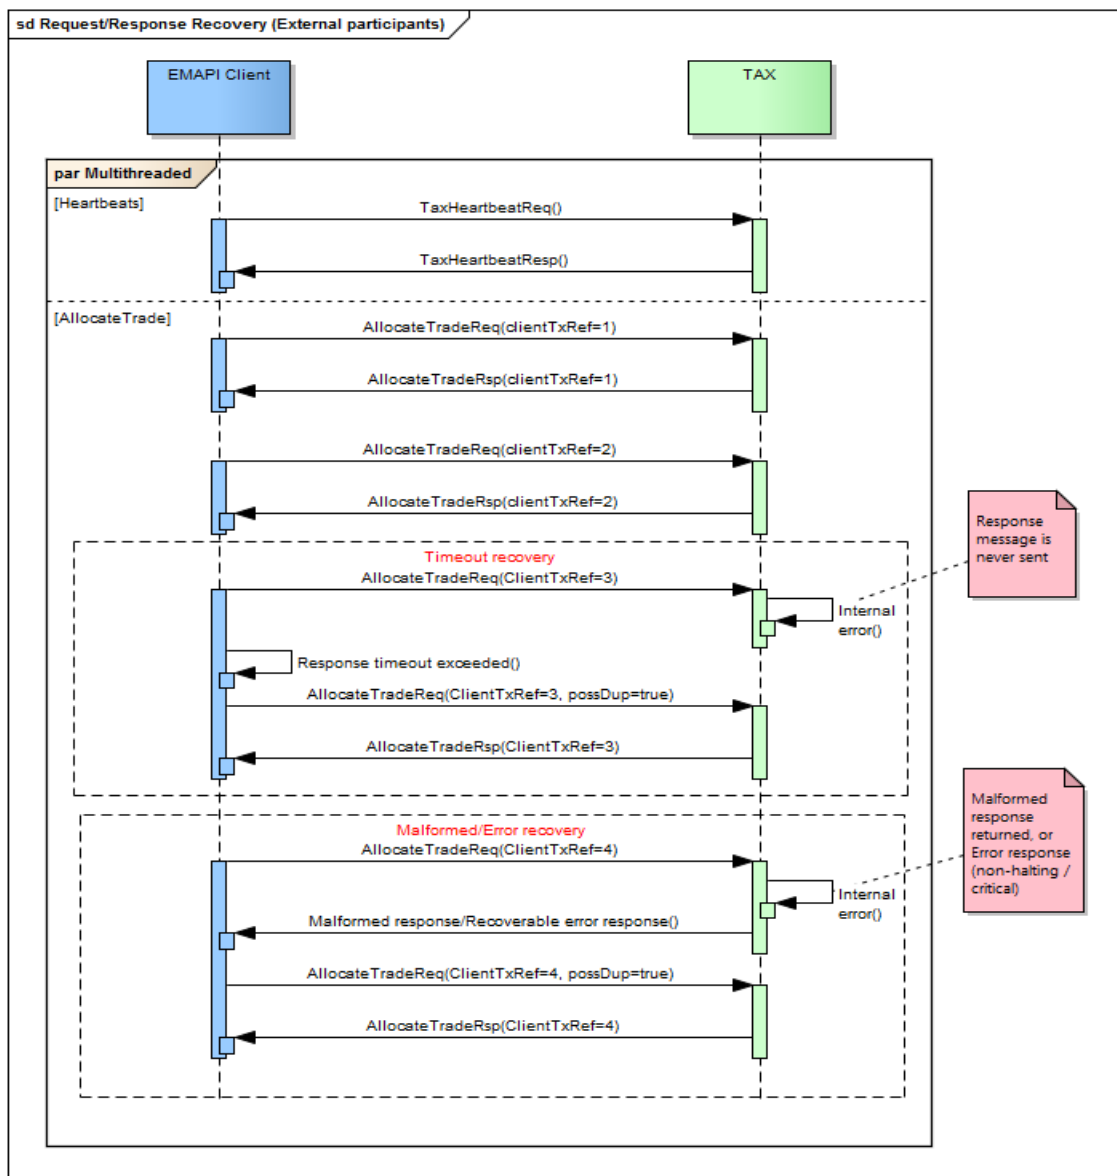 sd Request/Response Recovery (External participants)
EMAPI Client
TAX
par Multithreaded
[Heartbeats]
TaxHeartbeatReq()
TaxHeartbeatResp()
[AllocateTrade]
AllocateTradeReq(clientTxRef=1)
AllocateTradeRsp(clientTxRef=1)
AllocateTradeReq(clientTxRef=2)
AllocateTradeRsp(clientTxRef=2)
Response
message is
never sent
Timeout recovery
AllocateTradeReq(ClientTxRef=3)
Internal
error()
Response timeout exceeded()
AllocateTradeReq(ClientTxRef=3, possDup=true)
AllocateTradeRsp(ClientTxRef=3)
Malformed
response
returned, or
Error response
(non-halting /
critical)
Malformed/Error recovery
AllocateTradeReq(ClientTxRef=4)
Internal
error()
Malformed response/Recoverable error response()
AllocateTradeReq(ClientTxRef=4, possDup=true)
AllocateTradeRsp(ClientTxRef=4)